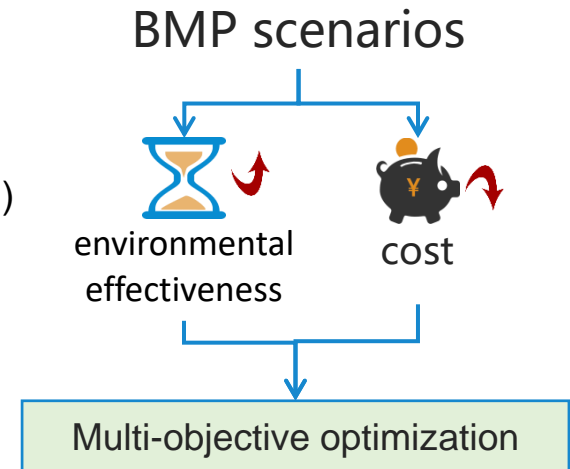 BMP scenarios
)
¥
environmental
effectiveness
cost
Multi-objective optimization